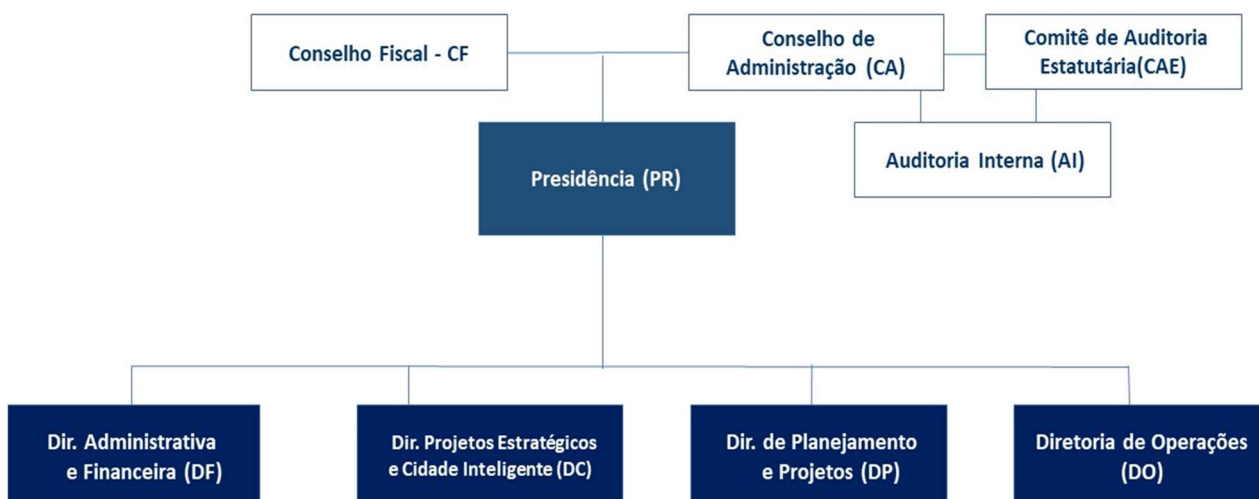 Conselho Fiscal - CF
Conselho de
Administração (CA)
Comitê de Auditoria
Estatutária(CAE)
Auditoria Interna (AI)
Presidência (PR)
Dir. Administrativa
e Financeira (DF)
Dir. Projetos Estratégicos
e Cidade Inteligente (DC)
Dir. de Planejamento
e Projetos (DP)
Diretoria de Operações
(DO)